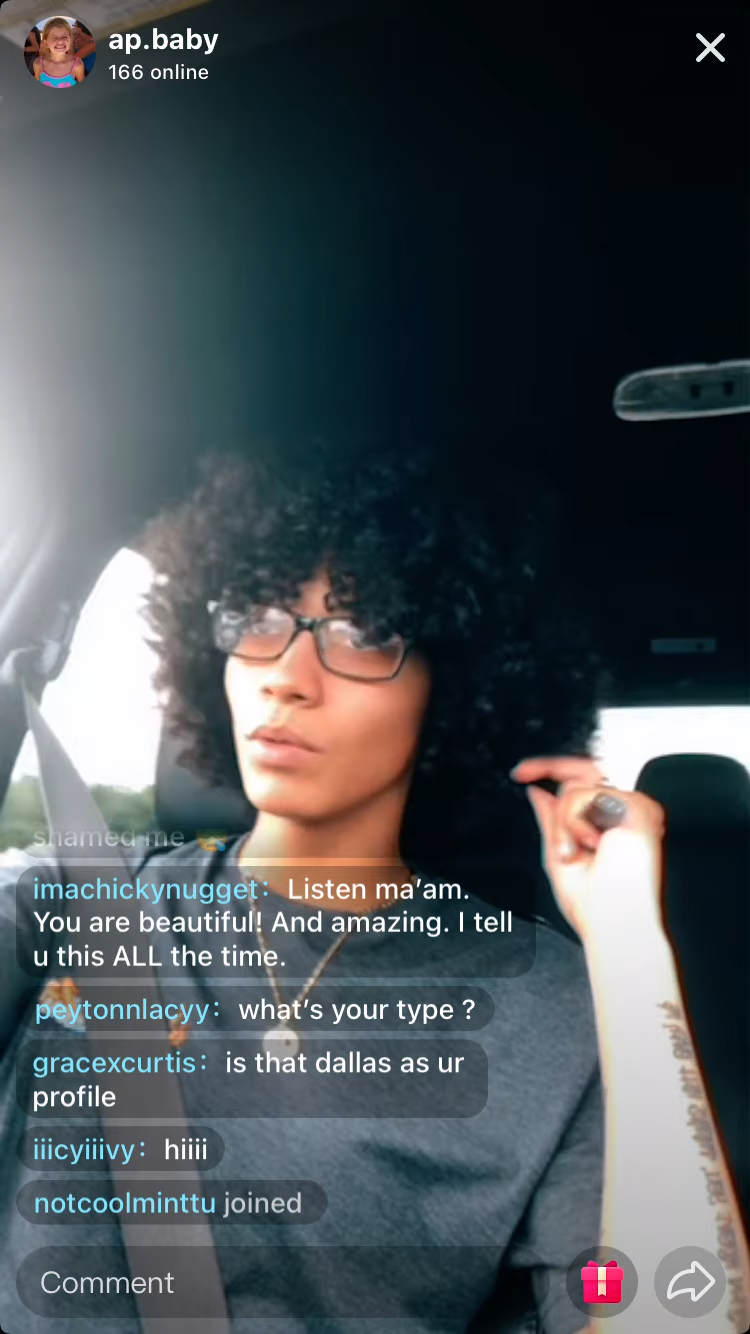 ap.baby
166 online
shamed me
imachickynugget: Listen ma'am.
You are beautiful! And amazing. I tell
u this ALL the time.
peytonnlacyy: what's your type ?
gracexcurtis: is that dallas as ur
profile
iiicyiiivy: hiiii
notcoolminttu joined
Comment